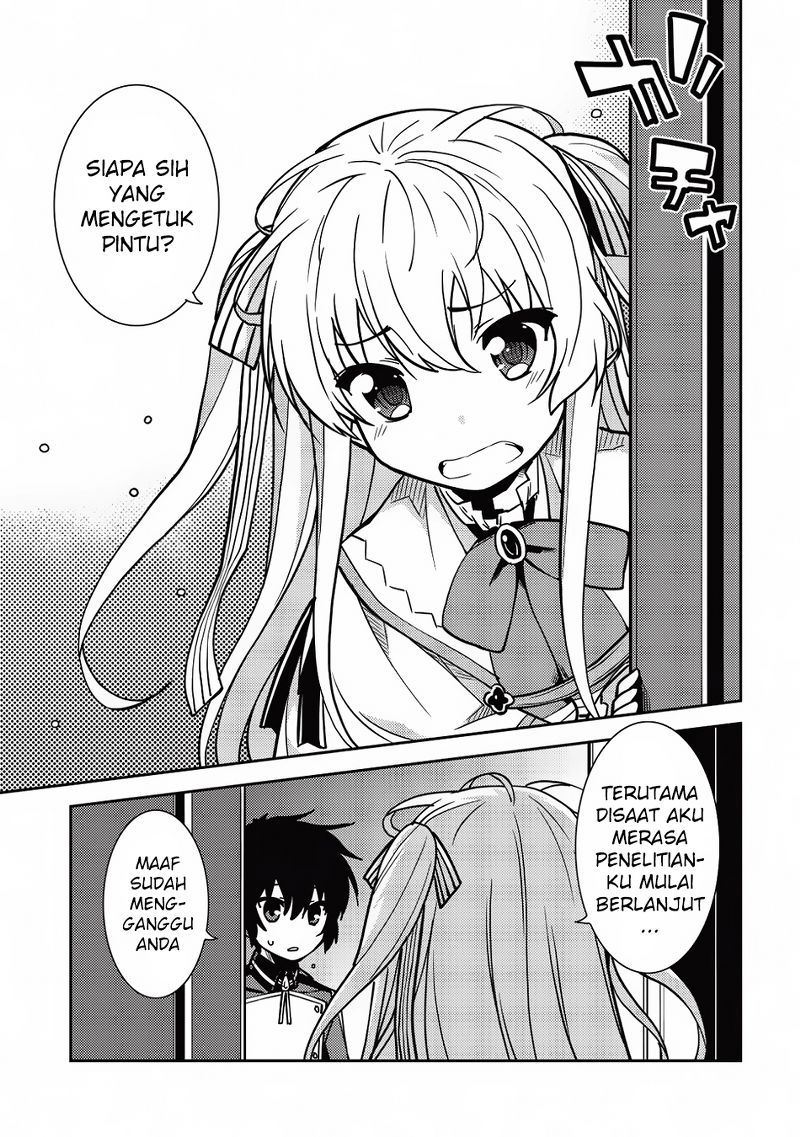 ガチャ
SIAPA SIH
YANG
MENGETUK
PINTU?
TERUTAMA
DISAAT AKU
MERASA
PENELITIAN-
KU MULAI
BERLANJUT
...
MAAF
SUDAH
MENG-
GANGGU
ANDA